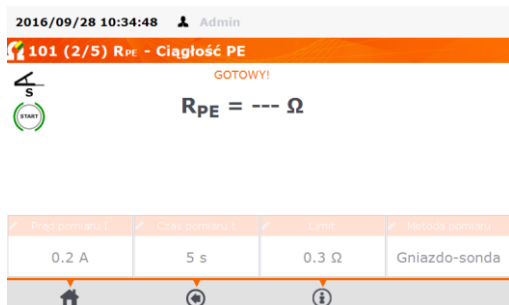 2016/09/28 10:34:48 Admin
101 (2/5) RPE - Ciągłość PE
GOTOWY!
S
START
RPE = --- Ω
Prąd pomiaru I Czas pomiaru t Limit Metoda pomiaru
0.2 A 5 s 0.3 Ω Gniazdo-sonda